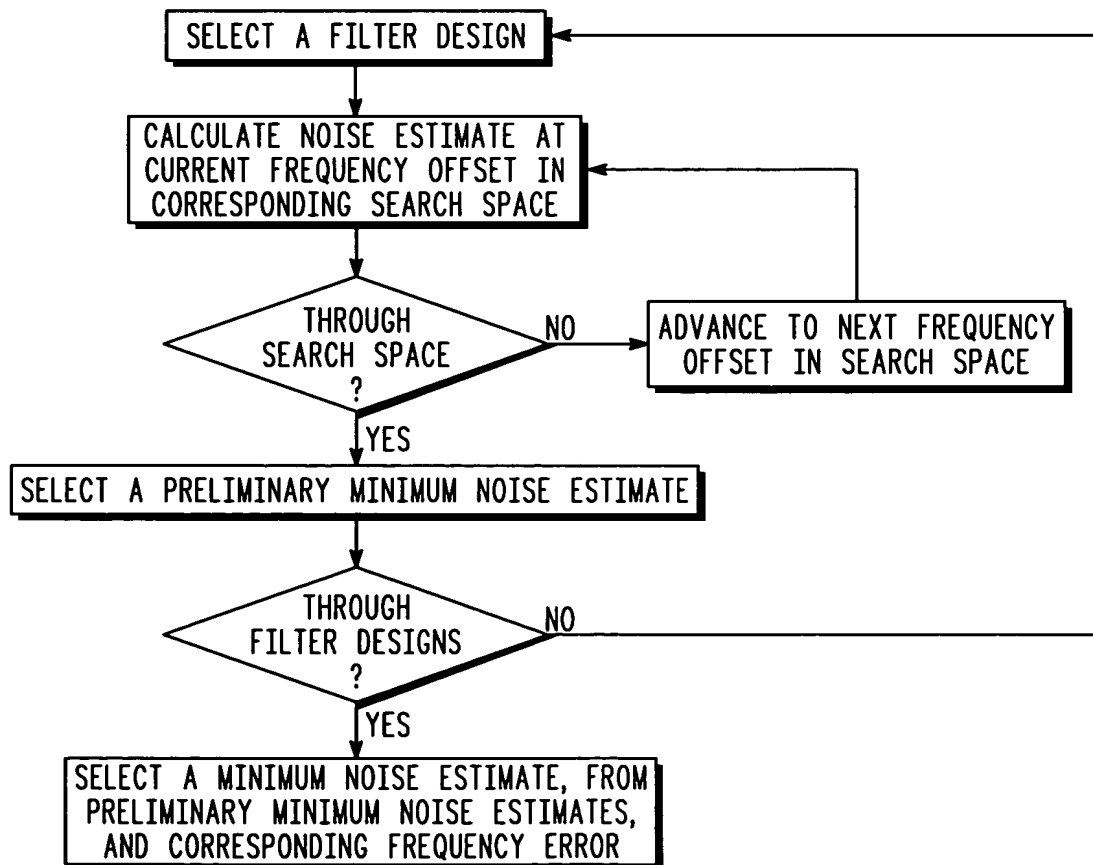 SELECT A FILTER DESIGN
CALCULATE NOISE ESTIMATE AT
CURRENT FREQUENCY OFFSET IN
CORRESPONDING SEARCH SPACE
THROUGH
SEARCH SPACE
?
NO
ADVANCE TO NEXT FREQUENCY
OFFSET IN SEARCH SPACE
YES
SELECT A PRELIMINARY MINIMUM NOISE ESTIMATE
THROUGH
FILTER DESIGNS
?
NO
YES
SELECT A MINIMUM NOISE ESTIMATE, FROM
PRELIMINARY MINIMUM NOISE ESTIMATES,
AND CORRESPONDING FREQUENCY ERROR